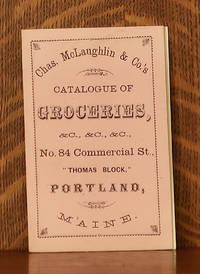 Chas. McLaughlin & Co.'s
CATALOGUE OF
GROCERIES,
&C., &C., &C.,
No. 84 Commercial St.,
"THOMAS BLOCK,"
PORTLAND,
MAINE.